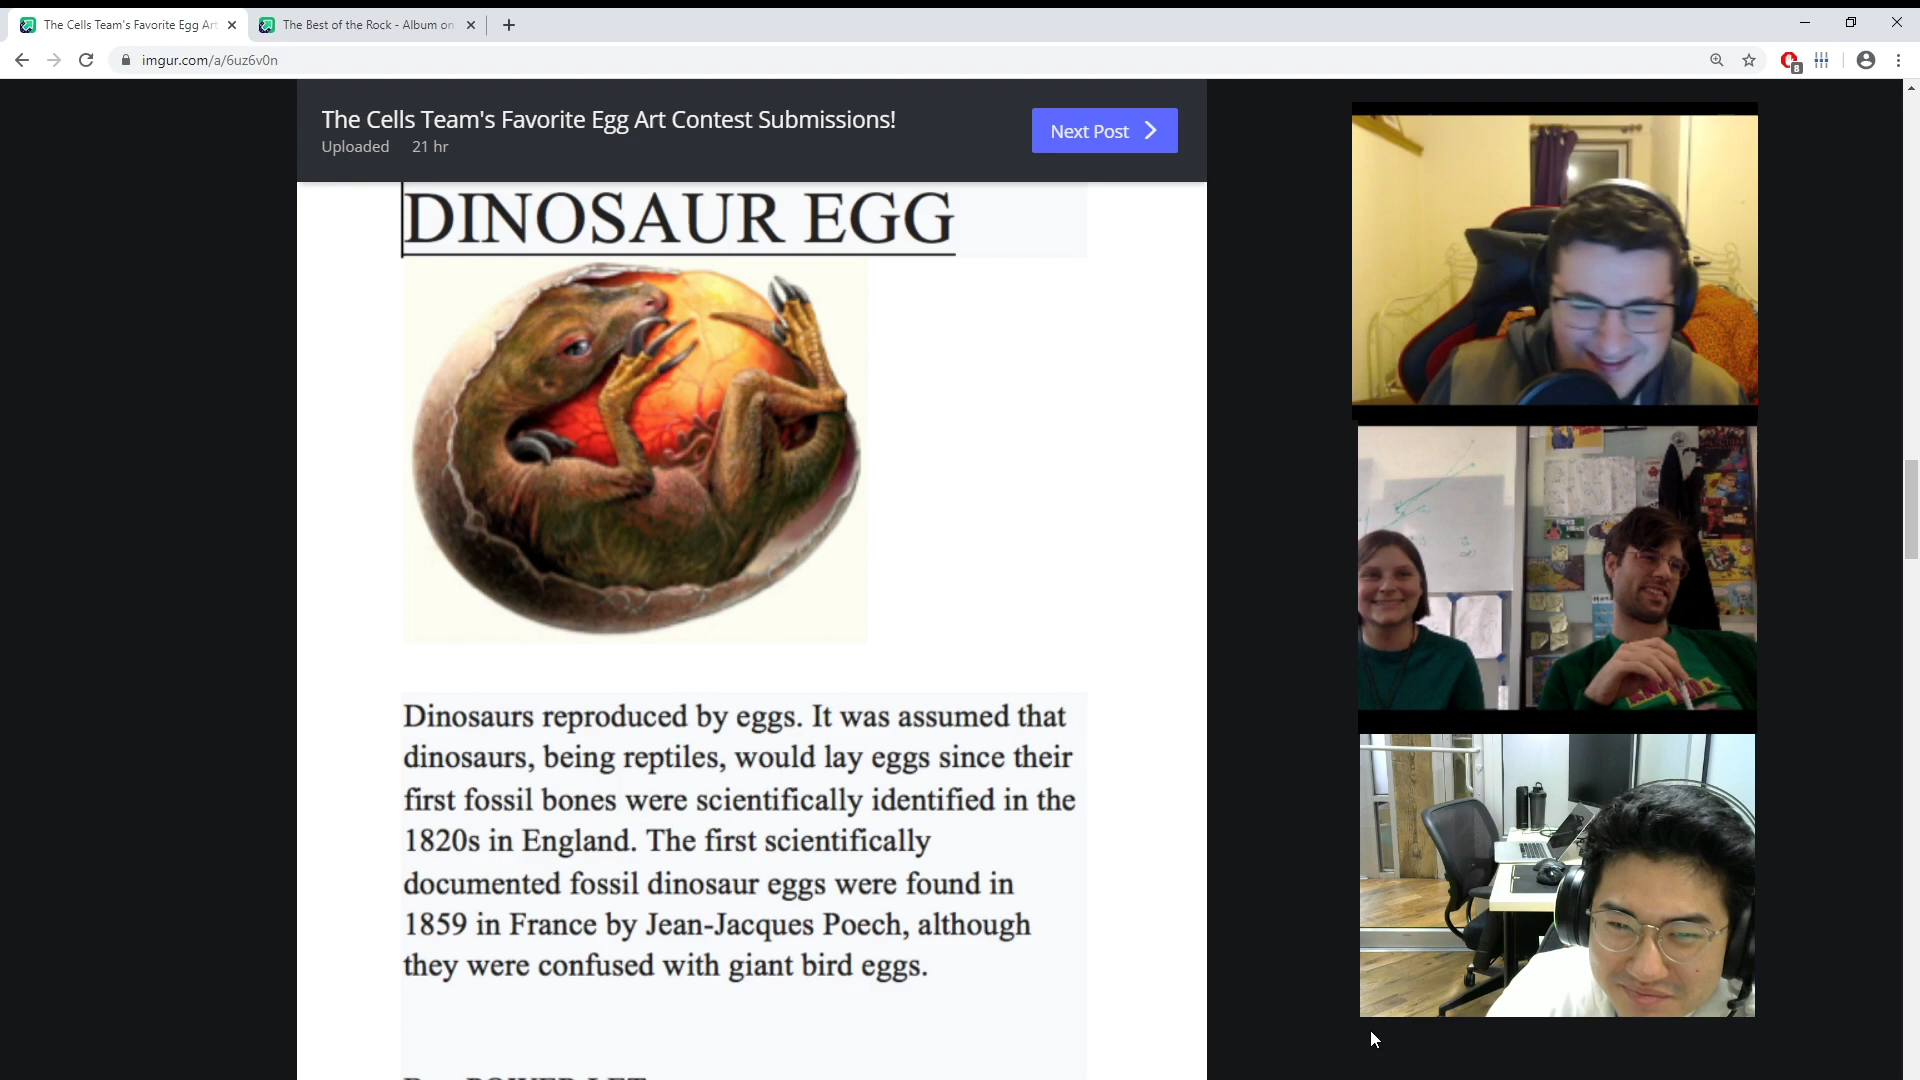 The Cells Team's Favorite Egg Art
The Best of the Rock - Album on
imgur.com/a/6uz6v0n
8
The Cells Team's Favorite Egg Art Contest Submissions!
Uploaded 21 hr
Next Post
DINOSAUR EGG
Dinosaurs reproduced by eggs. It was assumed that
dinosaurs, being reptiles, would lay eggs since their
first fossil bones were scientifically identified in the
1820s in England. The first scientifically
documented fossil dinosaur eggs were found in
1859 in France by Jean-Jacques Poech, although
they were confused with giant bird eggs.